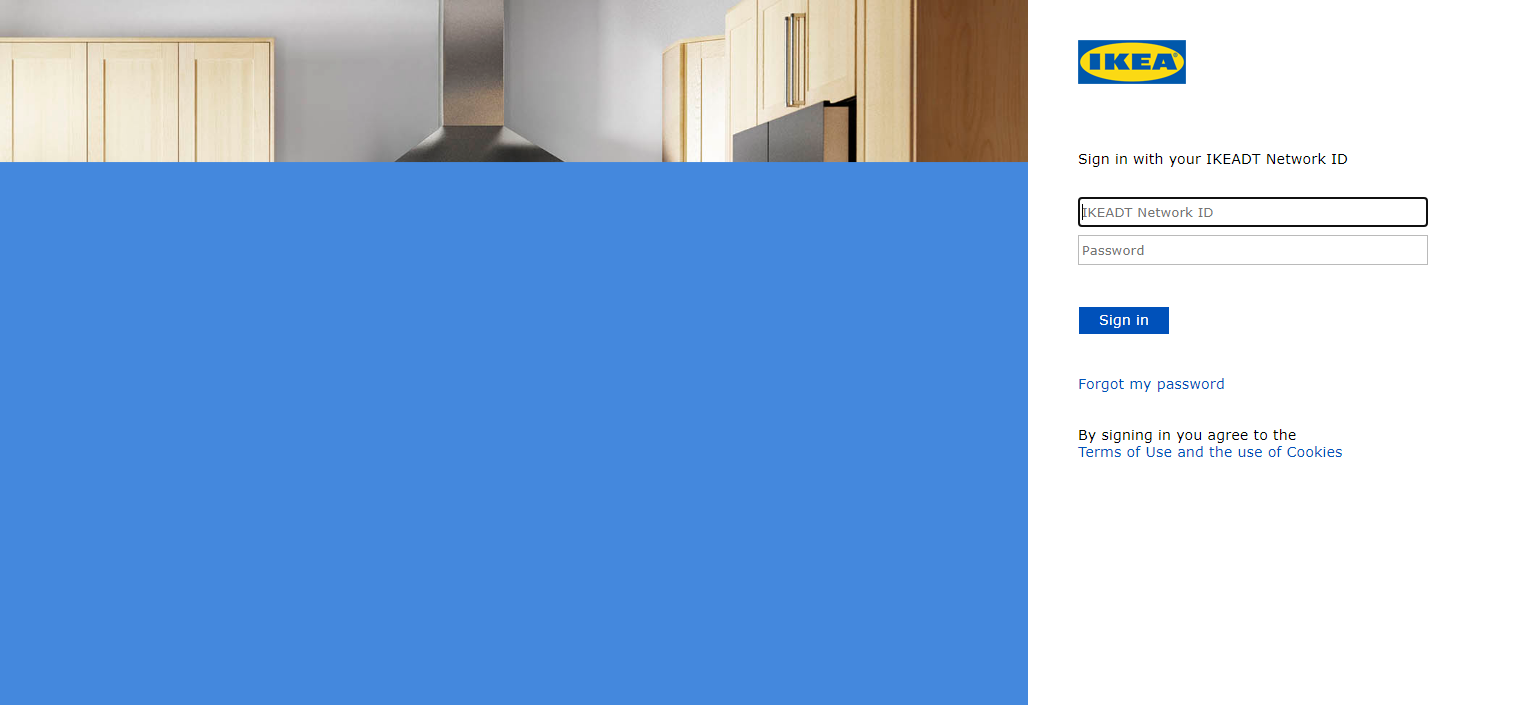 IKEA
Sign in with your IKEADT Network ID
IKEADT Network ID
Password
Sign in
Forgot my password
By signing in you agree to the
Terms of Use and the use of Cookies